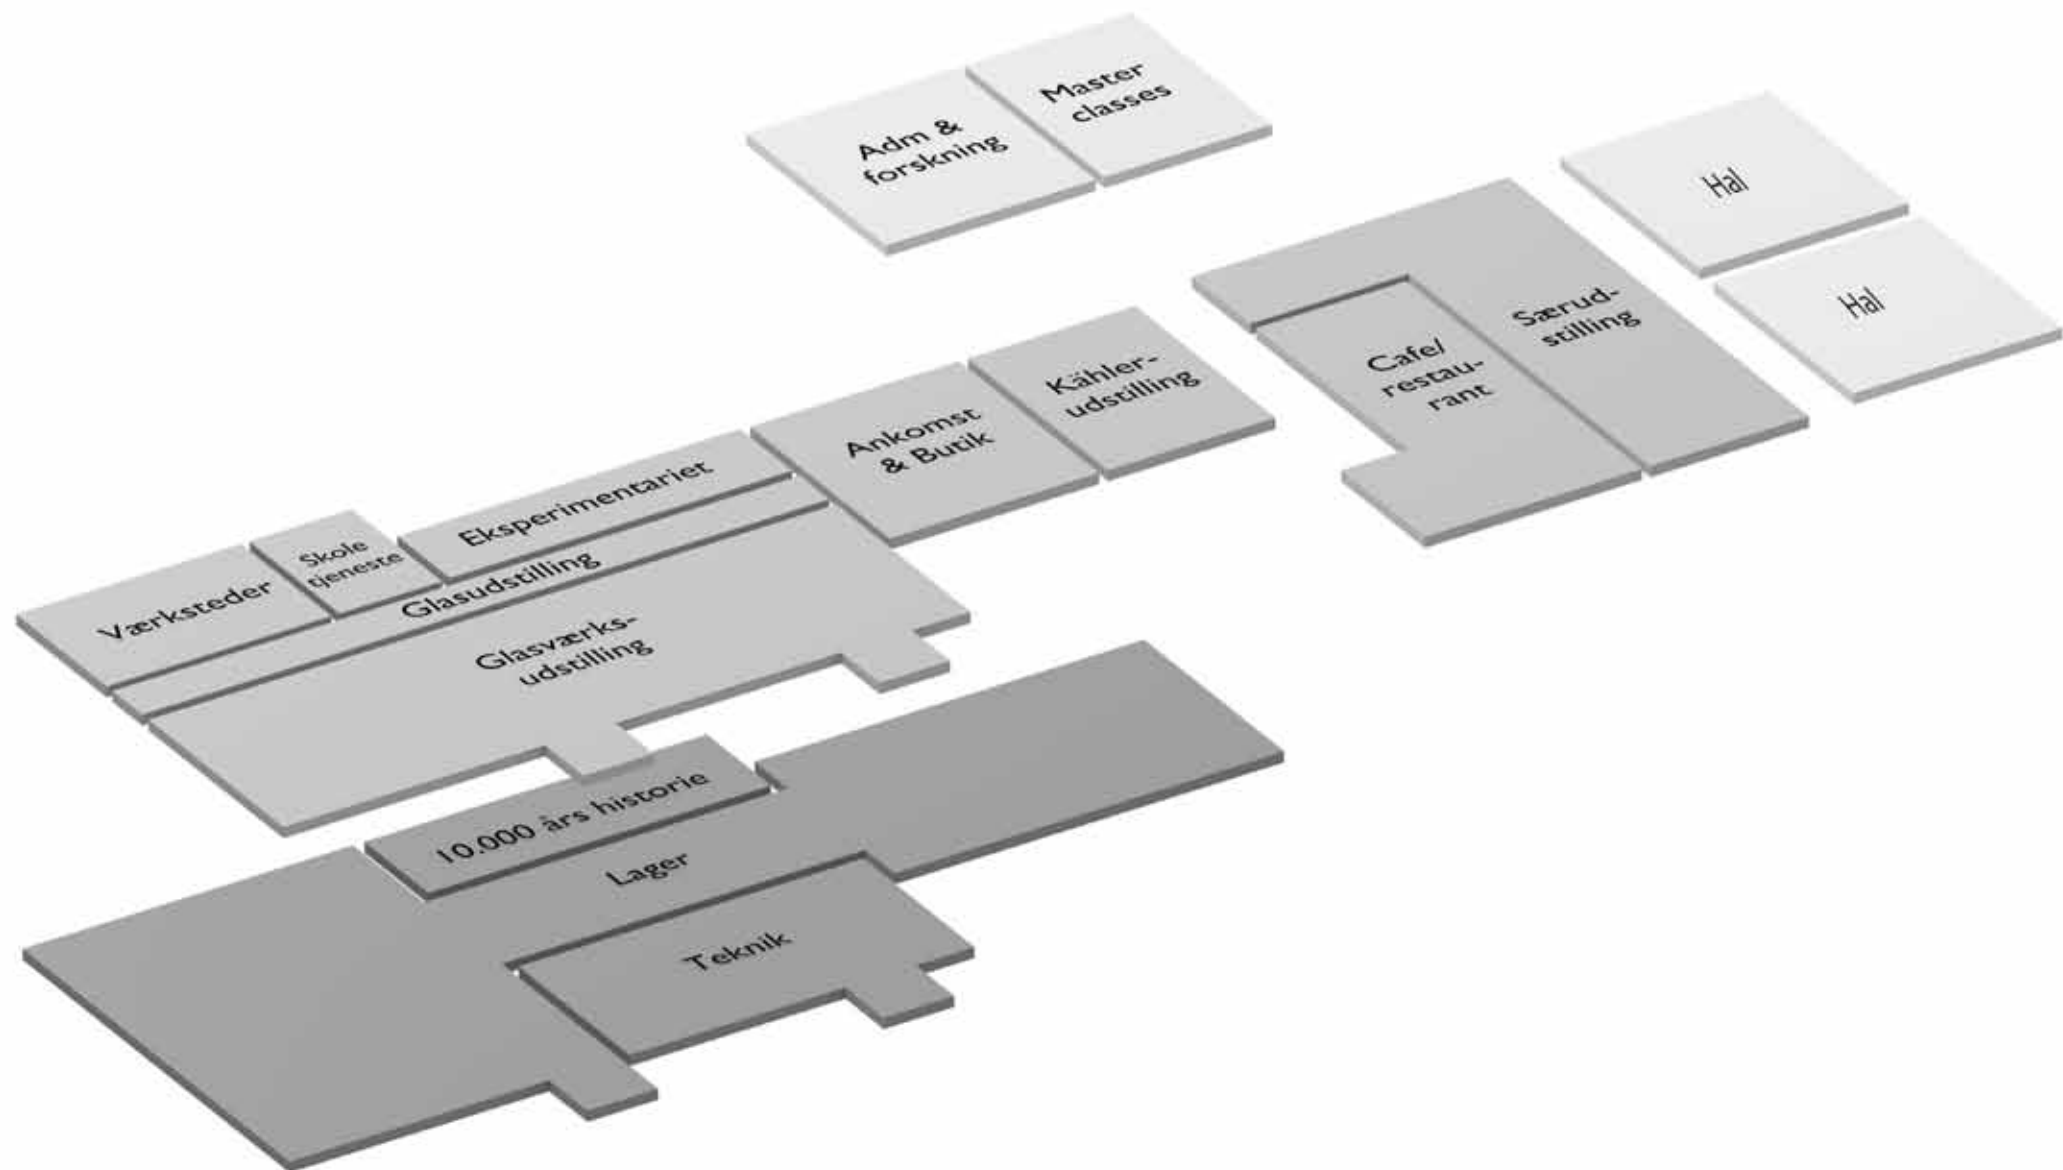 Master
classes
Adm &
forskning
Hal
Hal
Særud-
stilling
Cafe/
restau-
rant
Kähler-
udstilling
Ankomst
& Butik
Eksperimentariet
Skole
tjeneste
Værksteder
Glasudstilling
Glasværks-
udstilling
10.000 års historie
Lager
Teknik